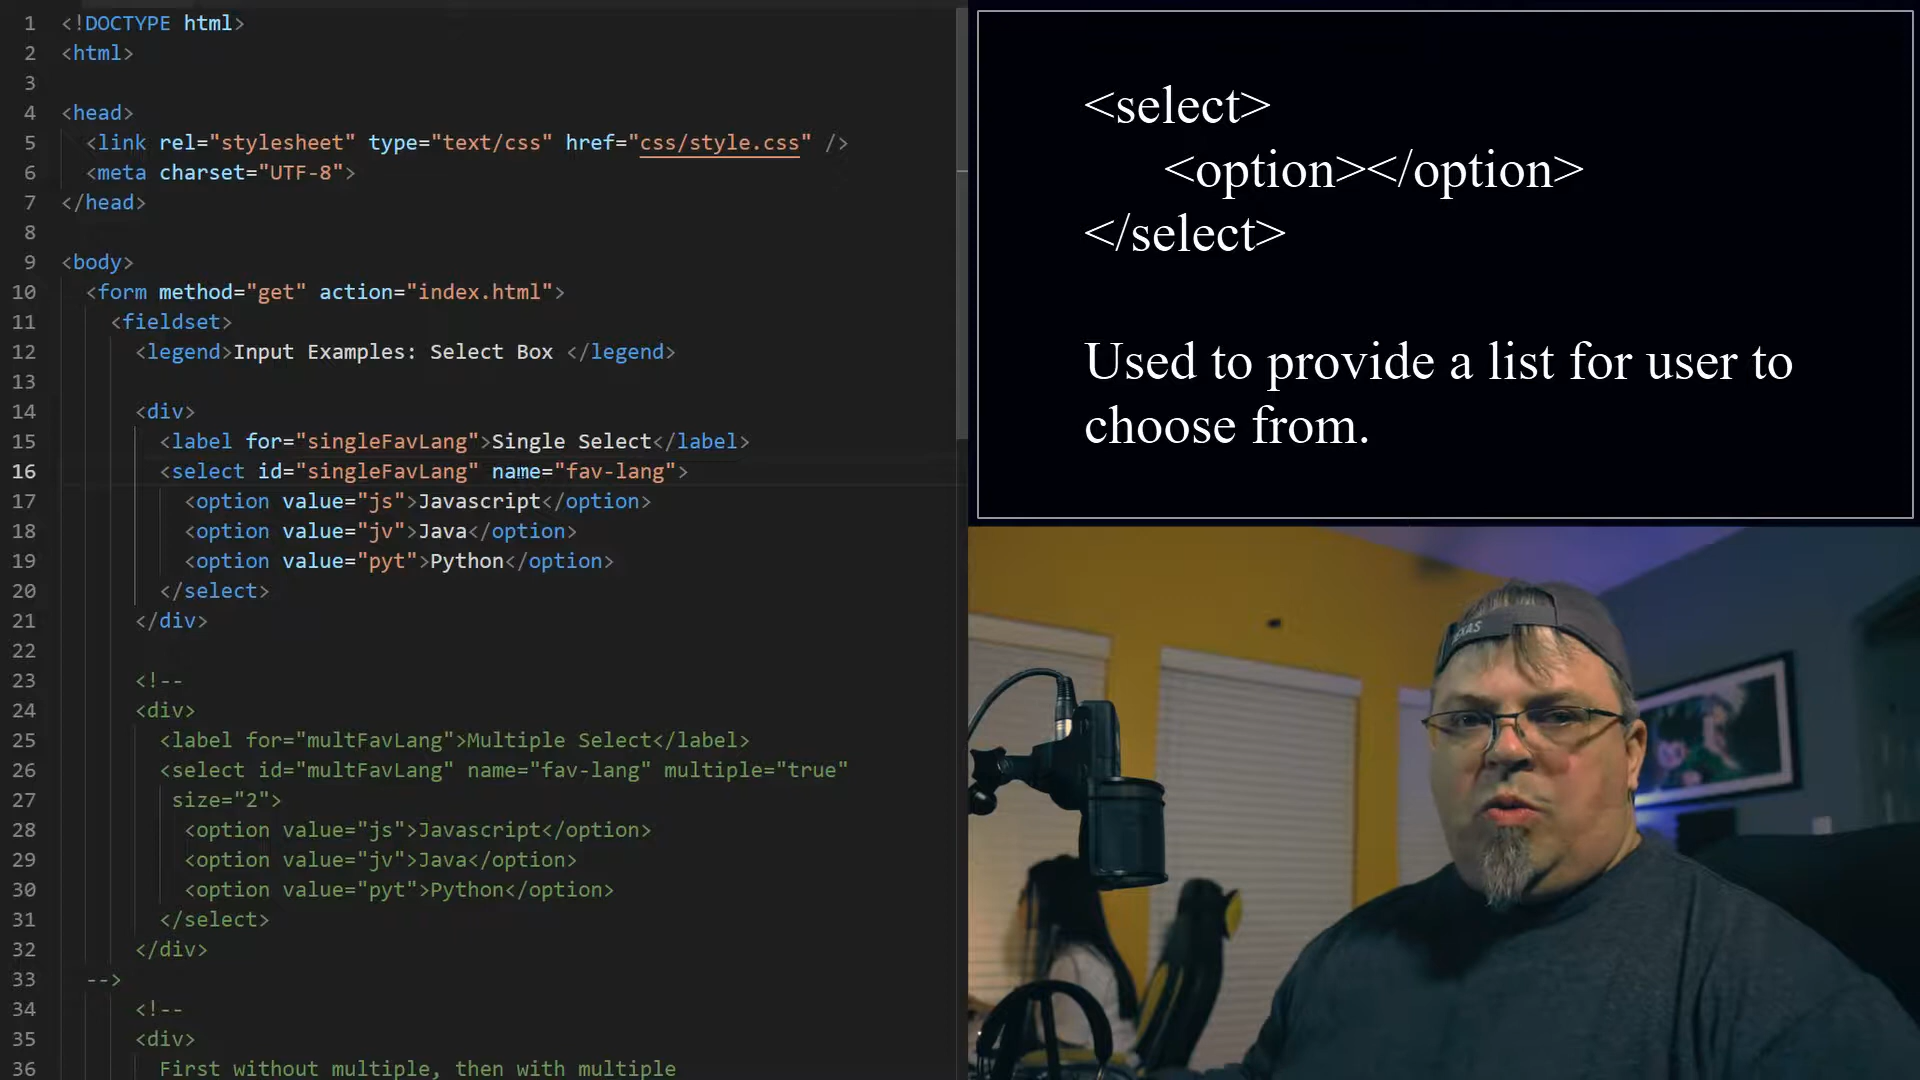 1 <!DOCTYPE html>
2 <html>
3
4 <head>
5 <link rel="stylesheet" type="text/css" href="css/style.css" />
6 <meta charset="UTF-8">
7 </head>
8
9 <body>
10 <form method="get" action="index.html">
11 <fieldset>
12 <legend>Input Examples: Select Box </legend>
13
14 <div>
15 <label for="singleFavLang">Single Select</label>
16 <select id="singleFavLang" name="fav-lang">
17 <option value="js">Javascript</option>
18 <option value="jv">Java</option>
19 <option value="pyt">Python</option>
20 </select>
21 </div>
22
23 <!--
24 <div>
25 <label for="multFavLang">Multiple Select</label>
26 <select id="multFavLang" name="fav-lang" multiple="true"
27 size="2">
28 <option value="js">Javascript</option>
29 <option value="jv">Java</option>
30 <option value="pyt">Python</option>
31 </select>
32 </div>
33 -->
34 <!--
35 <div>
36 First without multiple, then with multiple
<select>
<option></option>
</select>
Used to provide a list for user to
choose from.